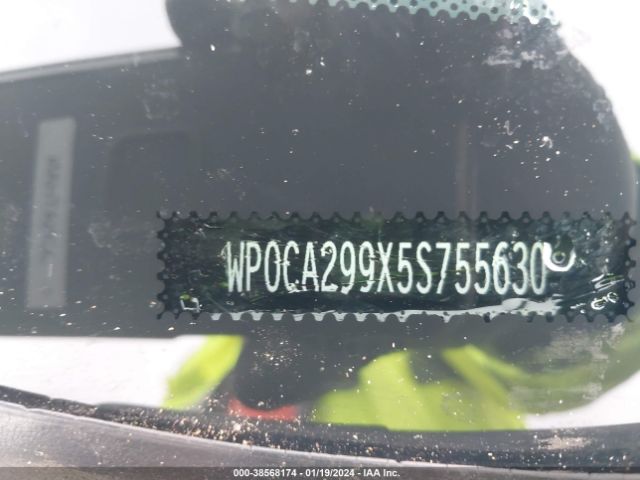 WP0CA299X5S755630
000-38568174 - 01/19/2024 - IAA Inc.